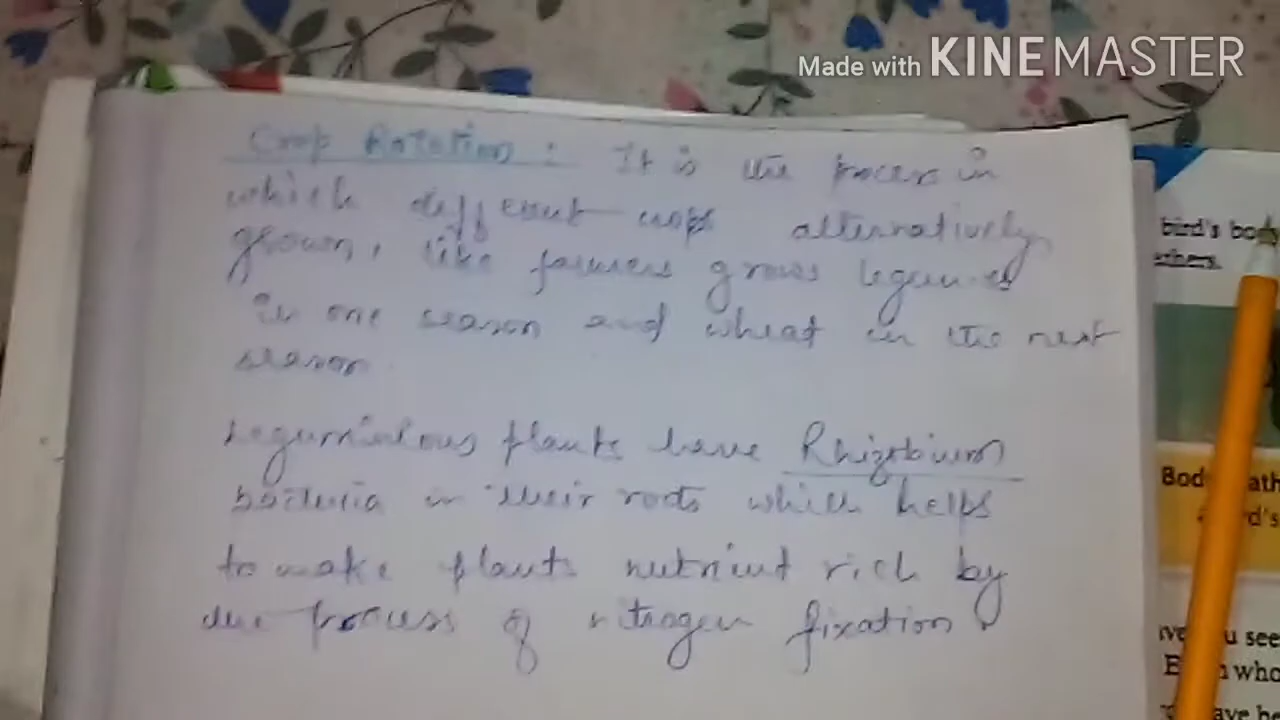 Made with KINEMASTER
Crop Rotation : It is the process in
which different crops alternatively
grown, like farmers grows legumes
in one season and wheat in the next
season.
Leguminous plants have Rhizobium
bacteria in their roots which helps
to make plants nutrient rich by
the process of nitrogen fixation.
bird's body
Body